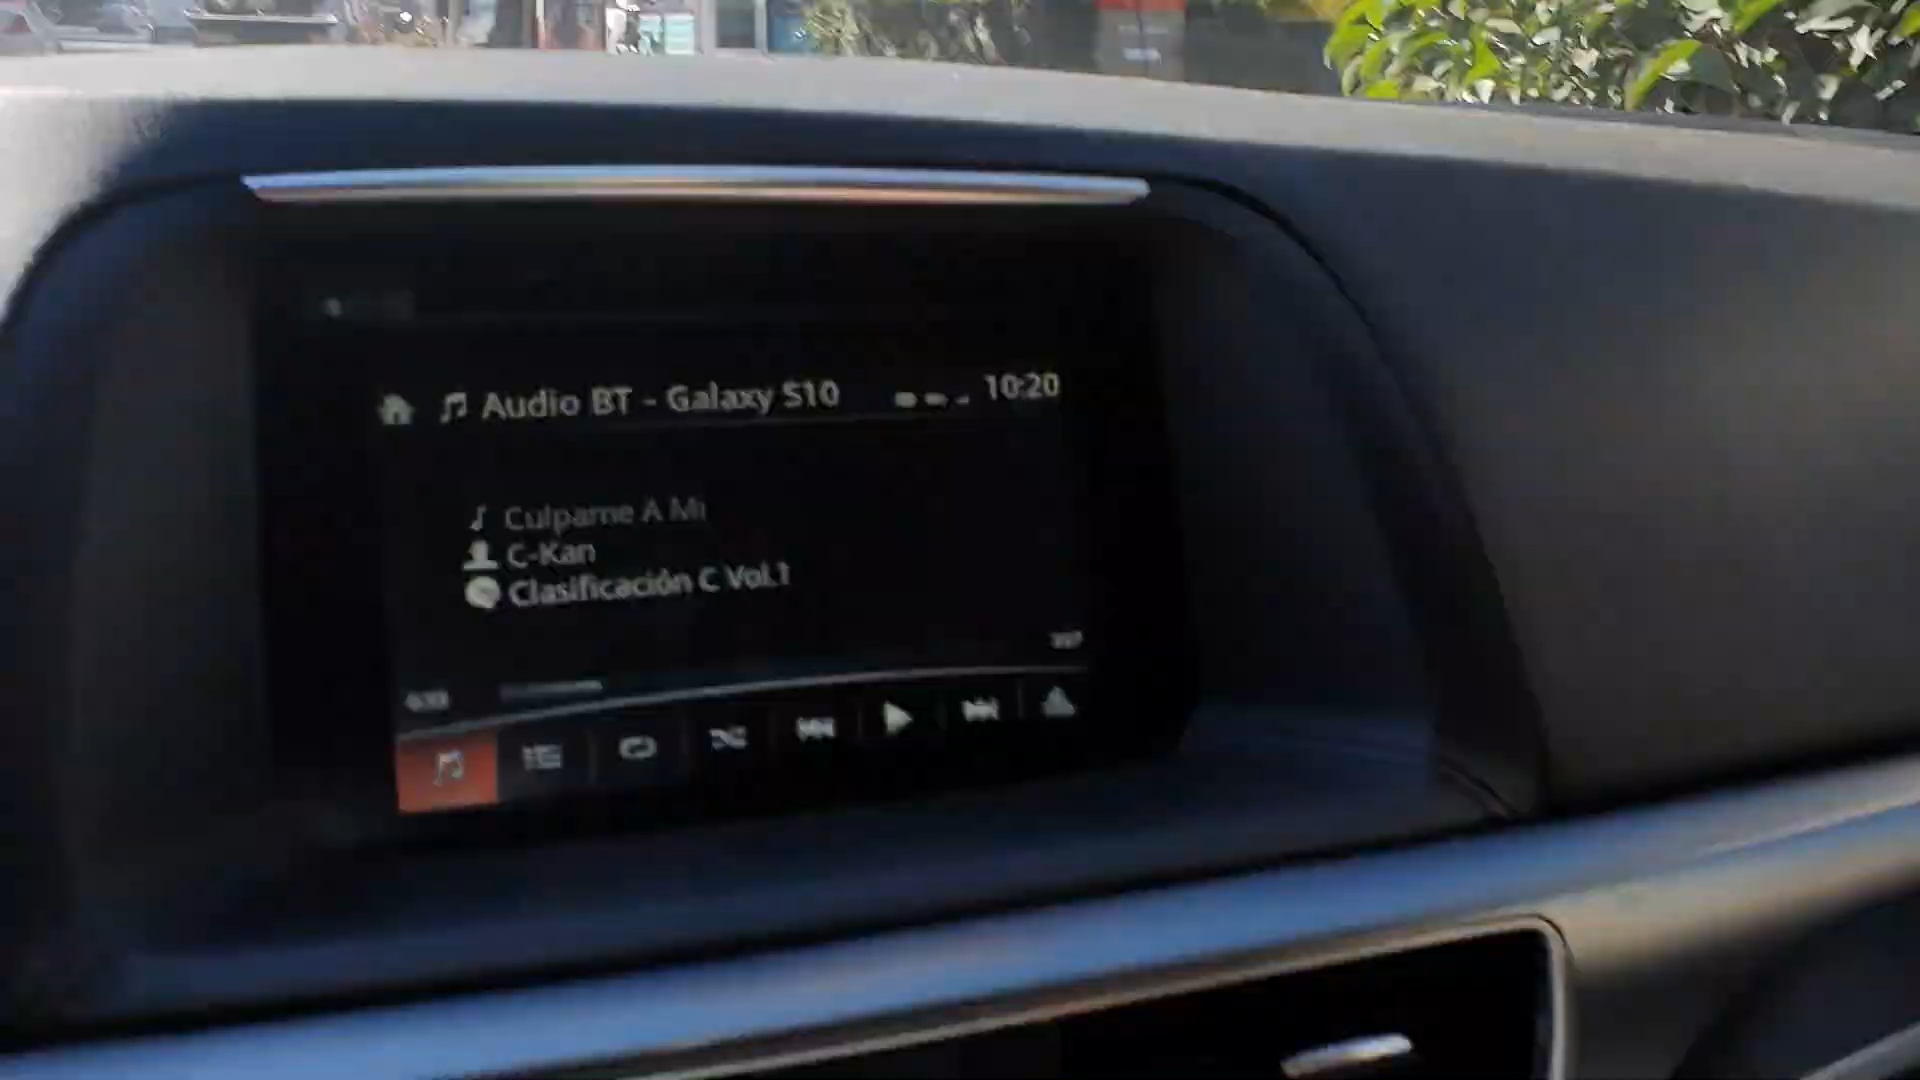 Audio BT - Galaxy S10 10:20
Culpame A Mi
C-Kan
Clasificación C Vol.1